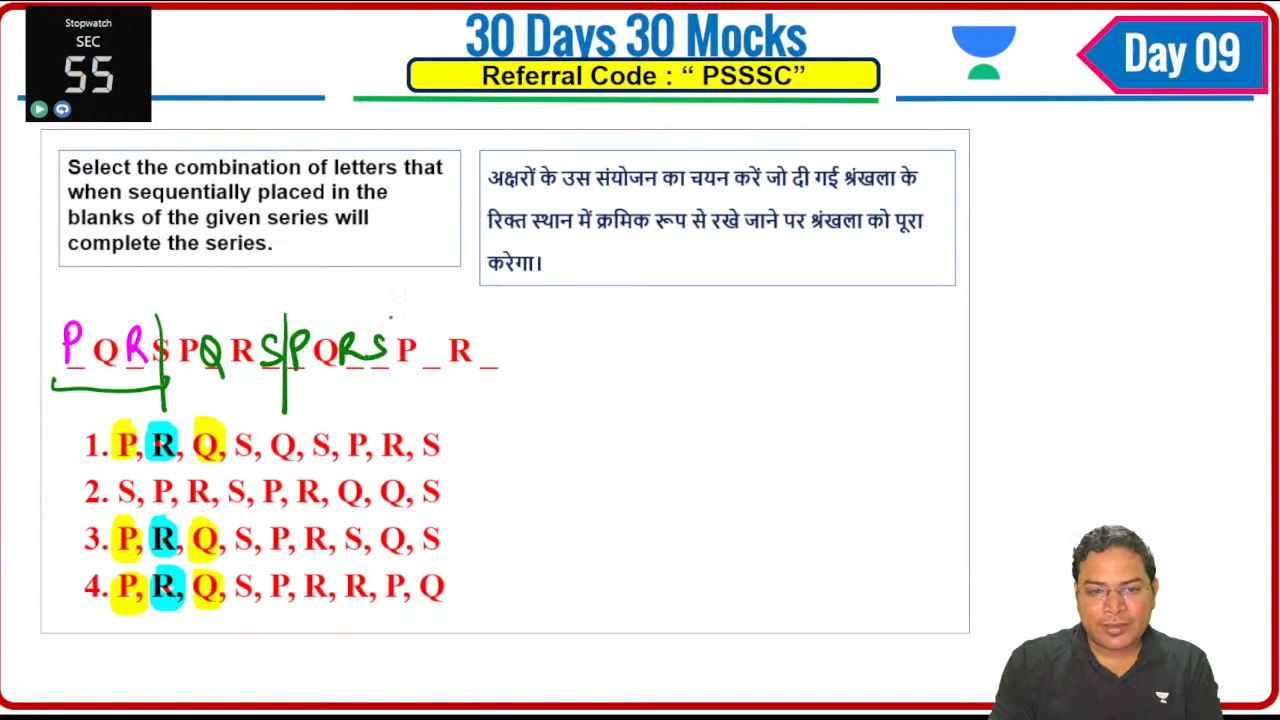 Stopwatch
SEC
55
30 Days 30 Mocks
Referral Code : “ PSSSC”
Day 09
Select the combination of letters that
when sequentially placed in the
blanks of the given series will
complete the series.
अक्षरों के उस संयोजन का चयन करें जो दी गई श्रंखला के
रिक्त स्थान में क्रमिक रूप से रखे जाने पर श्रंखला को पूरा
करेगा।
P Q R S P Q R S P Q R S P _ R _
1. P, R, Q, S, Q, S, P, R, S
2. S, P, R, S, P, R, Q, Q, S
3. P, R, Q, S, P, R, S, Q, S
4. P, R, Q, S, P, R, R, P, Q